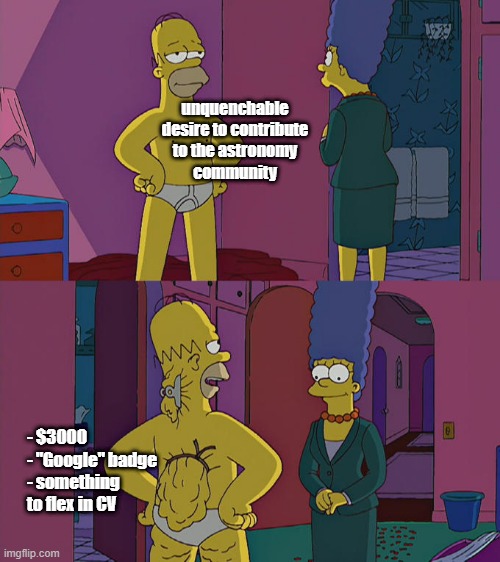 unquenchable
desire to contribute
to the astronomy
community
- $3000
- "Google" badge
- something
to flex in CV
imgflip.com